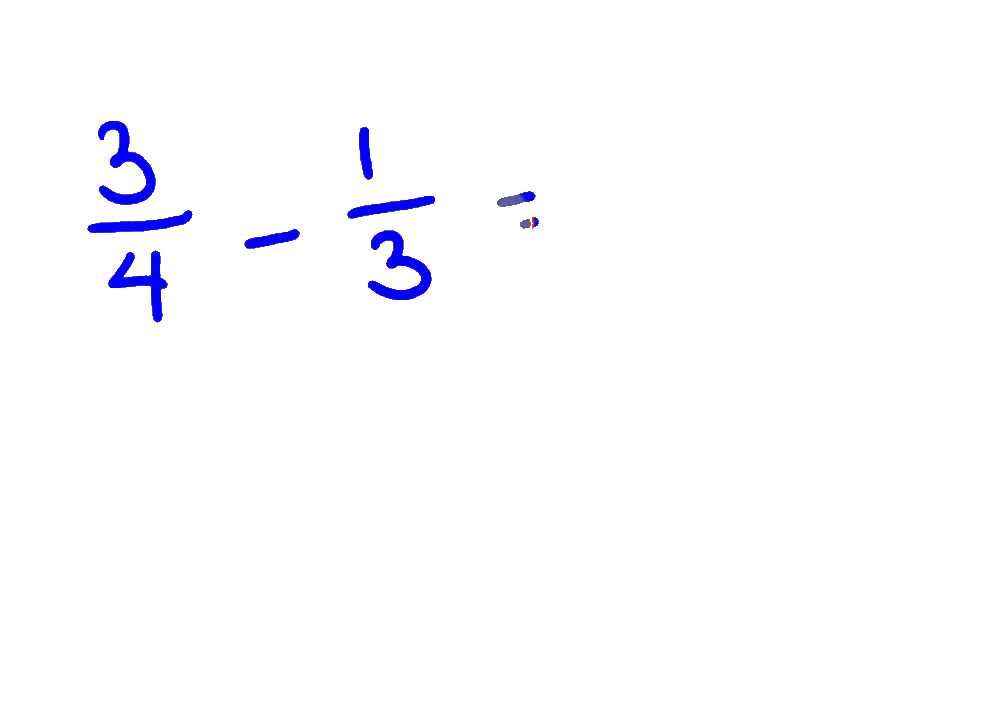 3/4 - 1/3 =